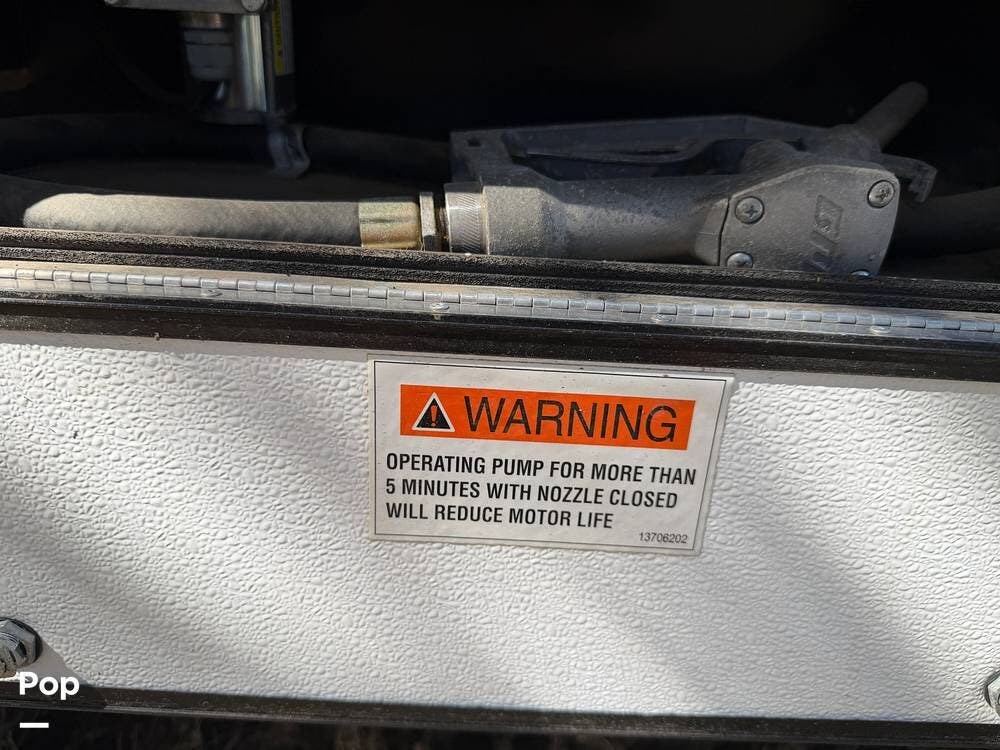 WARNING
OPERATING PUMP FOR MORE THAN
5 MINUTES WITH NOZZLE CLOSED
WILL REDUCE MOTOR LIFE
13706202
Pop